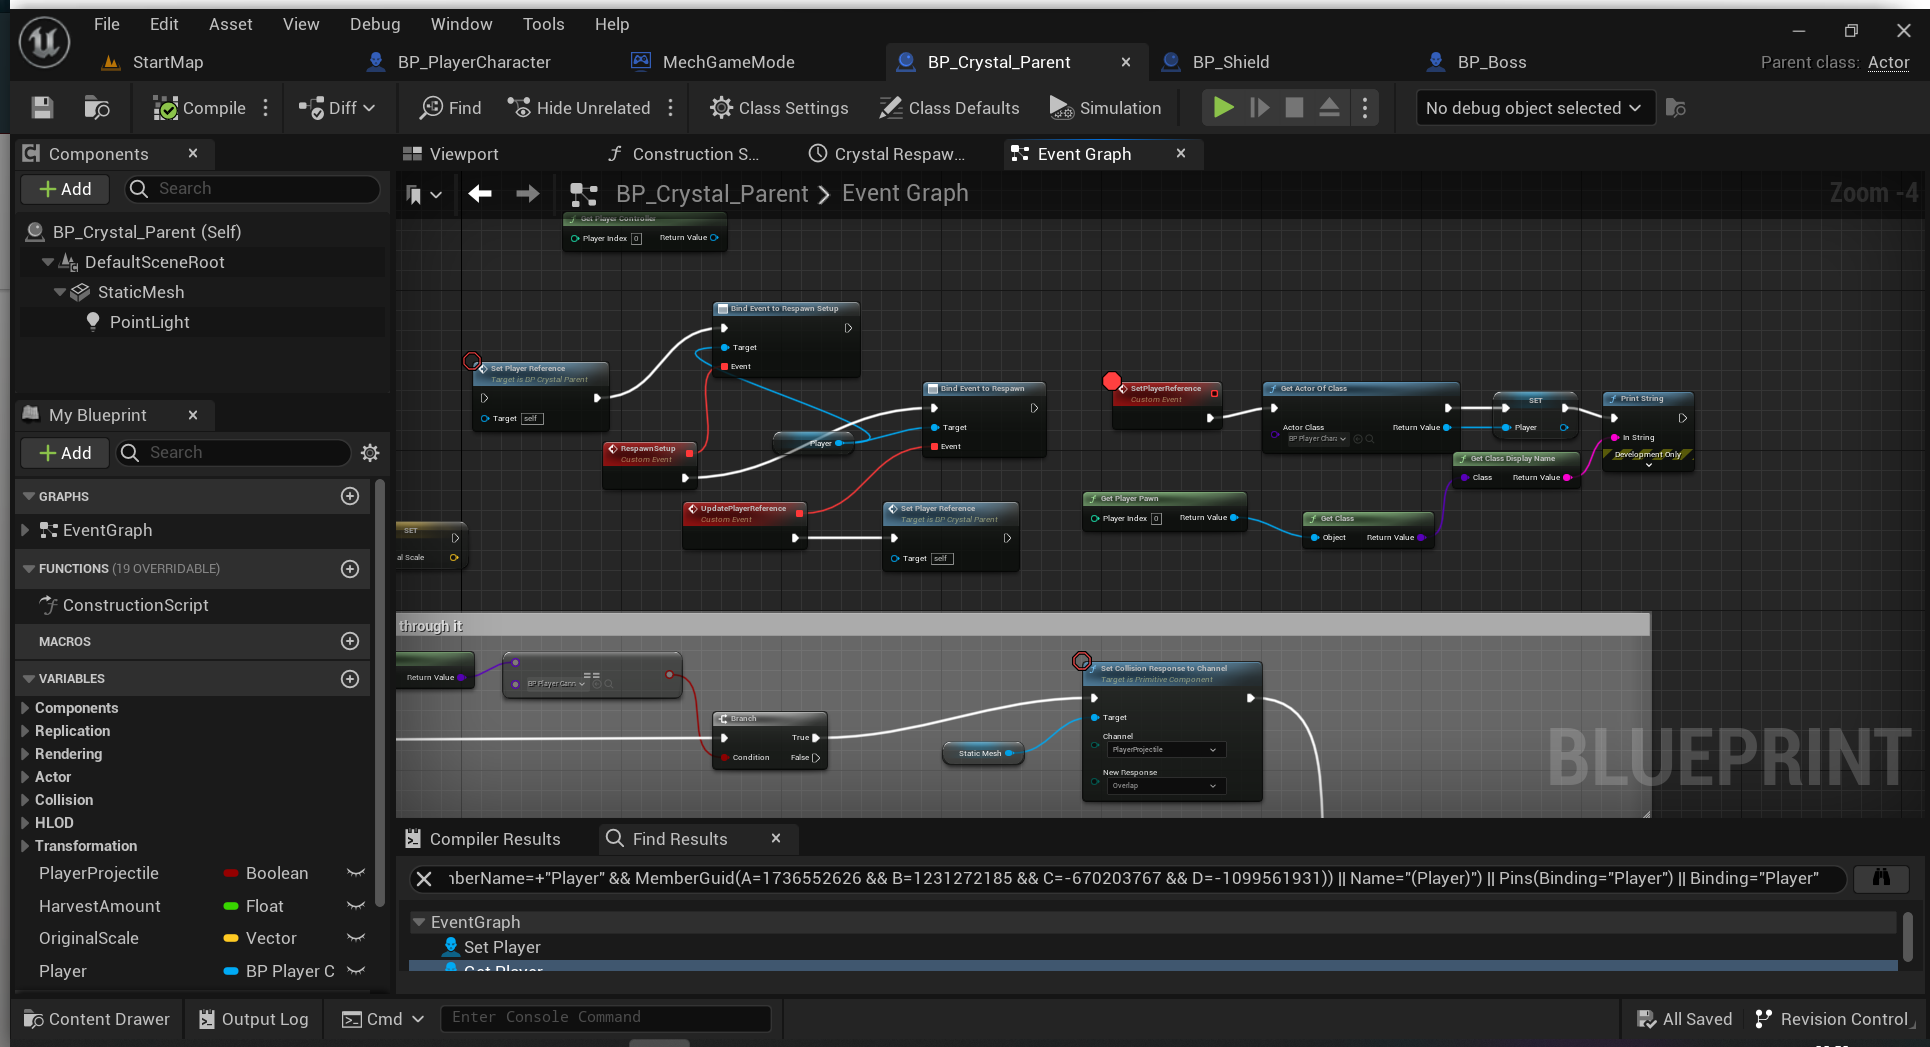 File Edit Asset View Debug Window Tools Help
StartMap BP_PlayerCharacter MechGameMode BP_Crystal_Parent BP_Shield BP_Boss Parent class: Actor
Compile Diff Find Hide Unrelated Class Settings Class Defaults Simulation No debug object selected
Components
Viewport Construction S... Crystal Respaw... Event Graph
Add Search
BP_Crystal_Parent Event Graph Zoom -4
BP_Crystal_Parent (Self)
DefaultSceneRoot
StaticMesh
PointLight
My Blueprint
Add Search
GRAPHS
EventGraph
FUNCTIONS (19 OVERRIDABLE)
ConstructionScript
MACROS
VARIABLES
Components
Replication
Rendering
Actor
Collision
HLOD
Transformation
PlayerProjectile Boolean
HarvestAmount Float
OriginalScale Vector
Player BP Player C
Get Player Controller
Player Index 0 Return Value
Bind Event to Respawn Setup
Target
Event
Set Player Reference
Target is BP Crystal Parent
Target self
Bind Event to Respawn
Target
Event
Player
RespawnSetup
Custom Event
UpdatePlayerReference
Custom Event
Set Player Reference
Target is BP Crystal Parent
Target self
SET
al Scale
SetPlayerReference
Custom Event
Get Actor Of Class
Actor Class Return Value
BP Player Chara
SET
Player
Print String
In String
Development Only
Get Class Display Name
Class Return Value
Get Player Pawn
Player Index 0 Return Value
Get Class
Object Return Value
through it
Return Value
==
BP Player Cann
Branch
True
Condition False
Static Mesh
Set Collision Response to Channel
Target is Primitive Component
Target
Channel
PlayerProjectile
New Response
Overlap
BLUEPRINT
Compiler Results Find Results
berName=+"Player" && MemberGuid(A=1736552626 && B=1231272185 && C=-670203767 && D=-1099561931)) || Name="(Player)") || Pins(Binding="Player") || Binding="Player"
EventGraph
Set Player
Get Player
Content Drawer Output Log Cmd Enter Console Command All Saved Revision Control